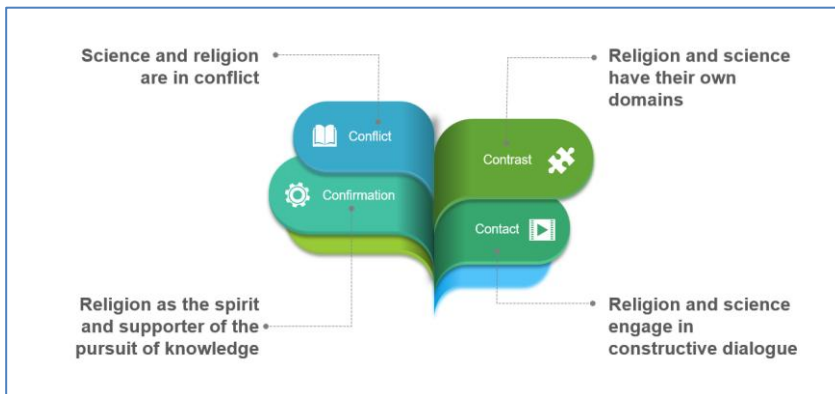 Science and religion
are in conflict
Religion and science
have their own
domains
Conflict
Contrast
Confirmation
Contact
Religion as the spirit
and supporter of the
pursuit of knowledge
Religion and science
engage in
constructive dialogue